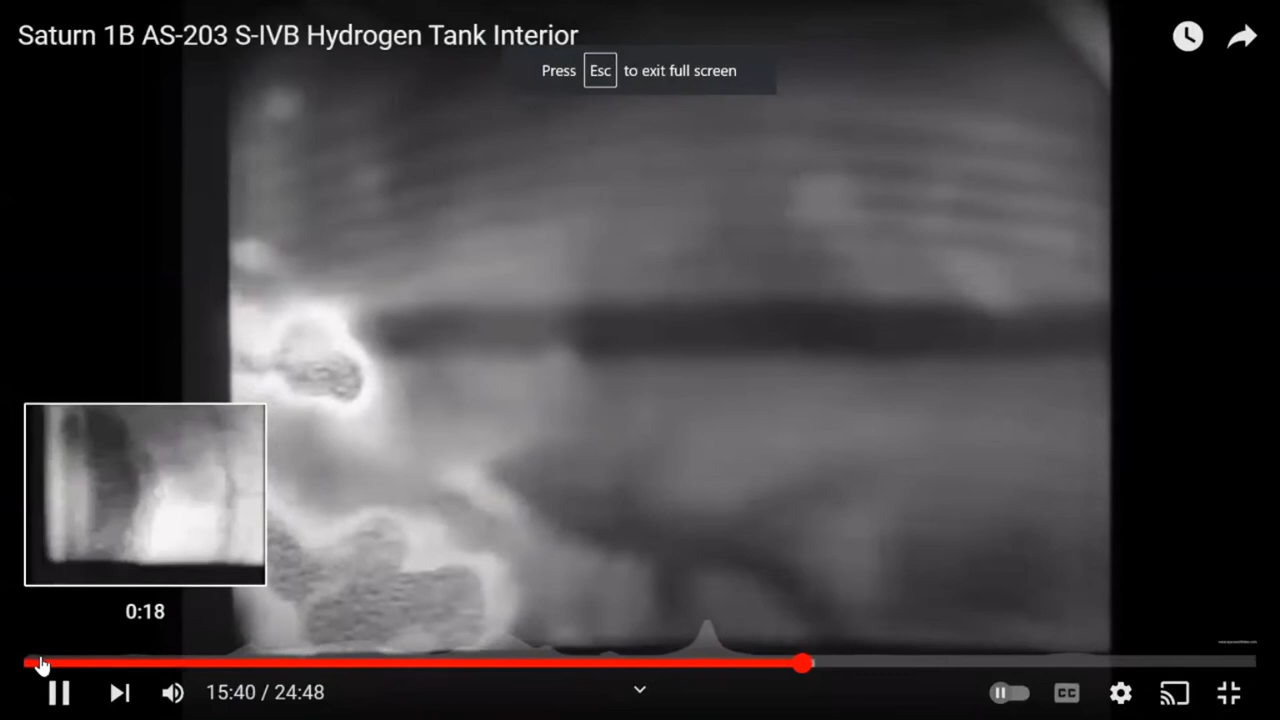 Saturn 1B AS-203 S-IVB Hydrogen Tank Interior
Press Esc to exit full screen
0:18
15:40 / 24:48
CC